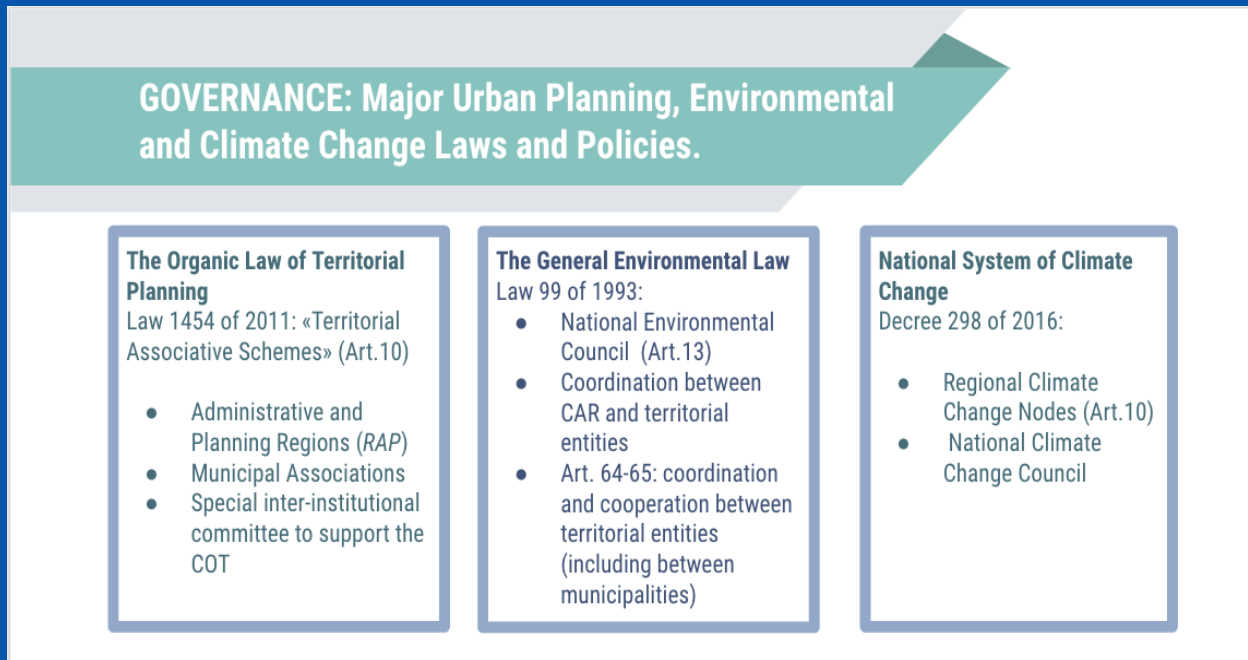 GOVERNANCE: Major Urban Planning, Environmental
and Climate Change Laws and Policies.
The Organic Law of Territorial
Planning
Law 1454 of 2011: «Territorial
Associative Schemes» (Art.10)
● Administrative and
Planning Regions (RAP)
● Municipal Associations
● Special inter-institutional
committee to support the
COT
The General Environmental Law
Law 99 of 1993:
● National Environmental
Council (Art.13)
● Coordination between
CAR and territorial
entities
● Art. 64-65: coordination
and cooperation between
territorial entities
(including between
municipalities)
National System of Climate
Change
Decree 298 of 2016:
● Regional Climate
Change Nodes (Art.10)
● National Climate
Change Council